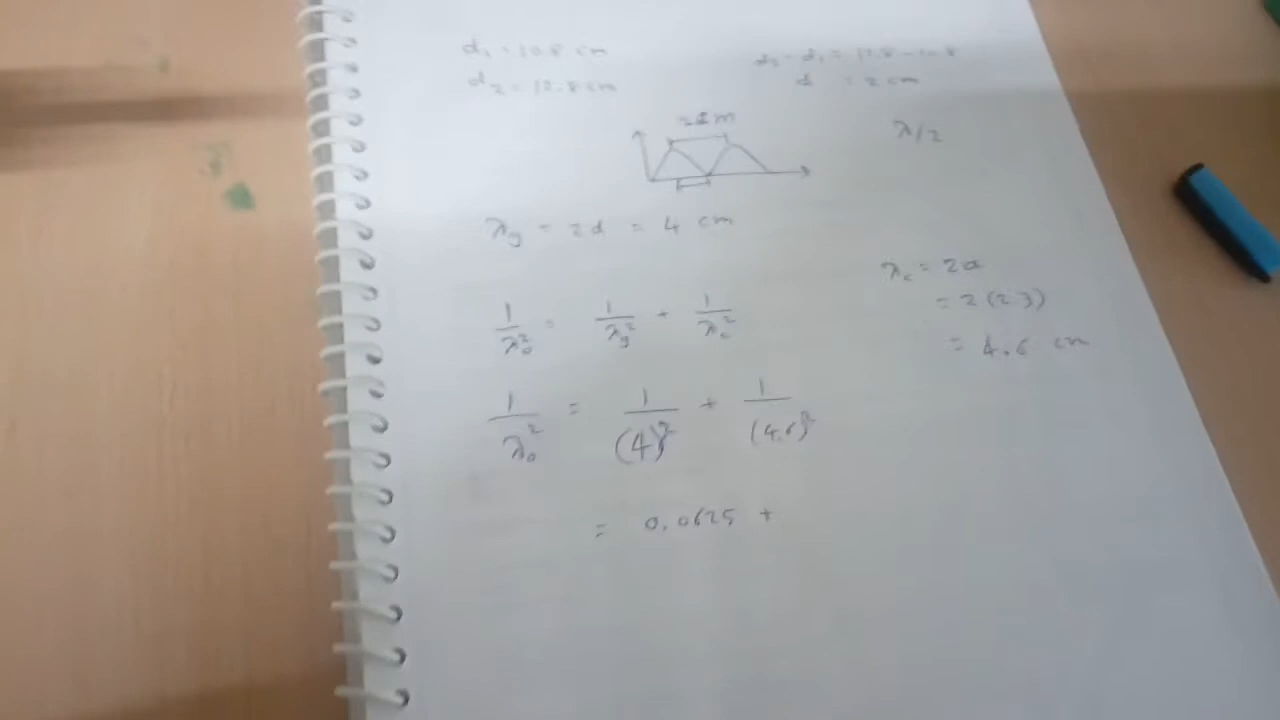 d₁ = 10.8 cm
d₂ = 12.8 cm
d₂ - d₁ = 12.8 - 10.8
d = 2 cm
λ/2
λg = 2d = 4 cm
λc = 2a
= 2 (2.3)
= 4.6 cm
1/λ₀² = 1/λg² + 1/λc²
1/λ₀² = 1/(4)² + 1/(4.6)²
= 0.0625 +